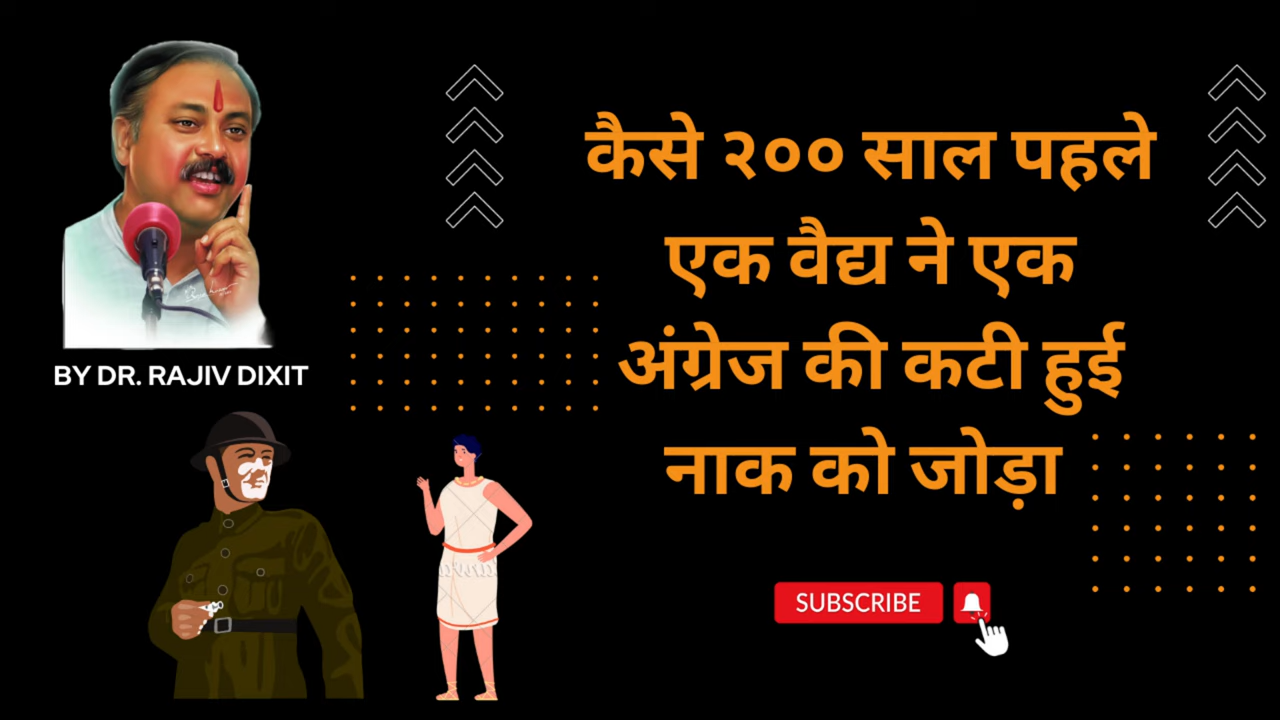 कैसे २०० साल पहले
एक वैद्य ने एक
अंग्रेज की कटी हुई
नाक को जोड़ा
BY DR. RAJIV DIXIT
SUBSCRIBE